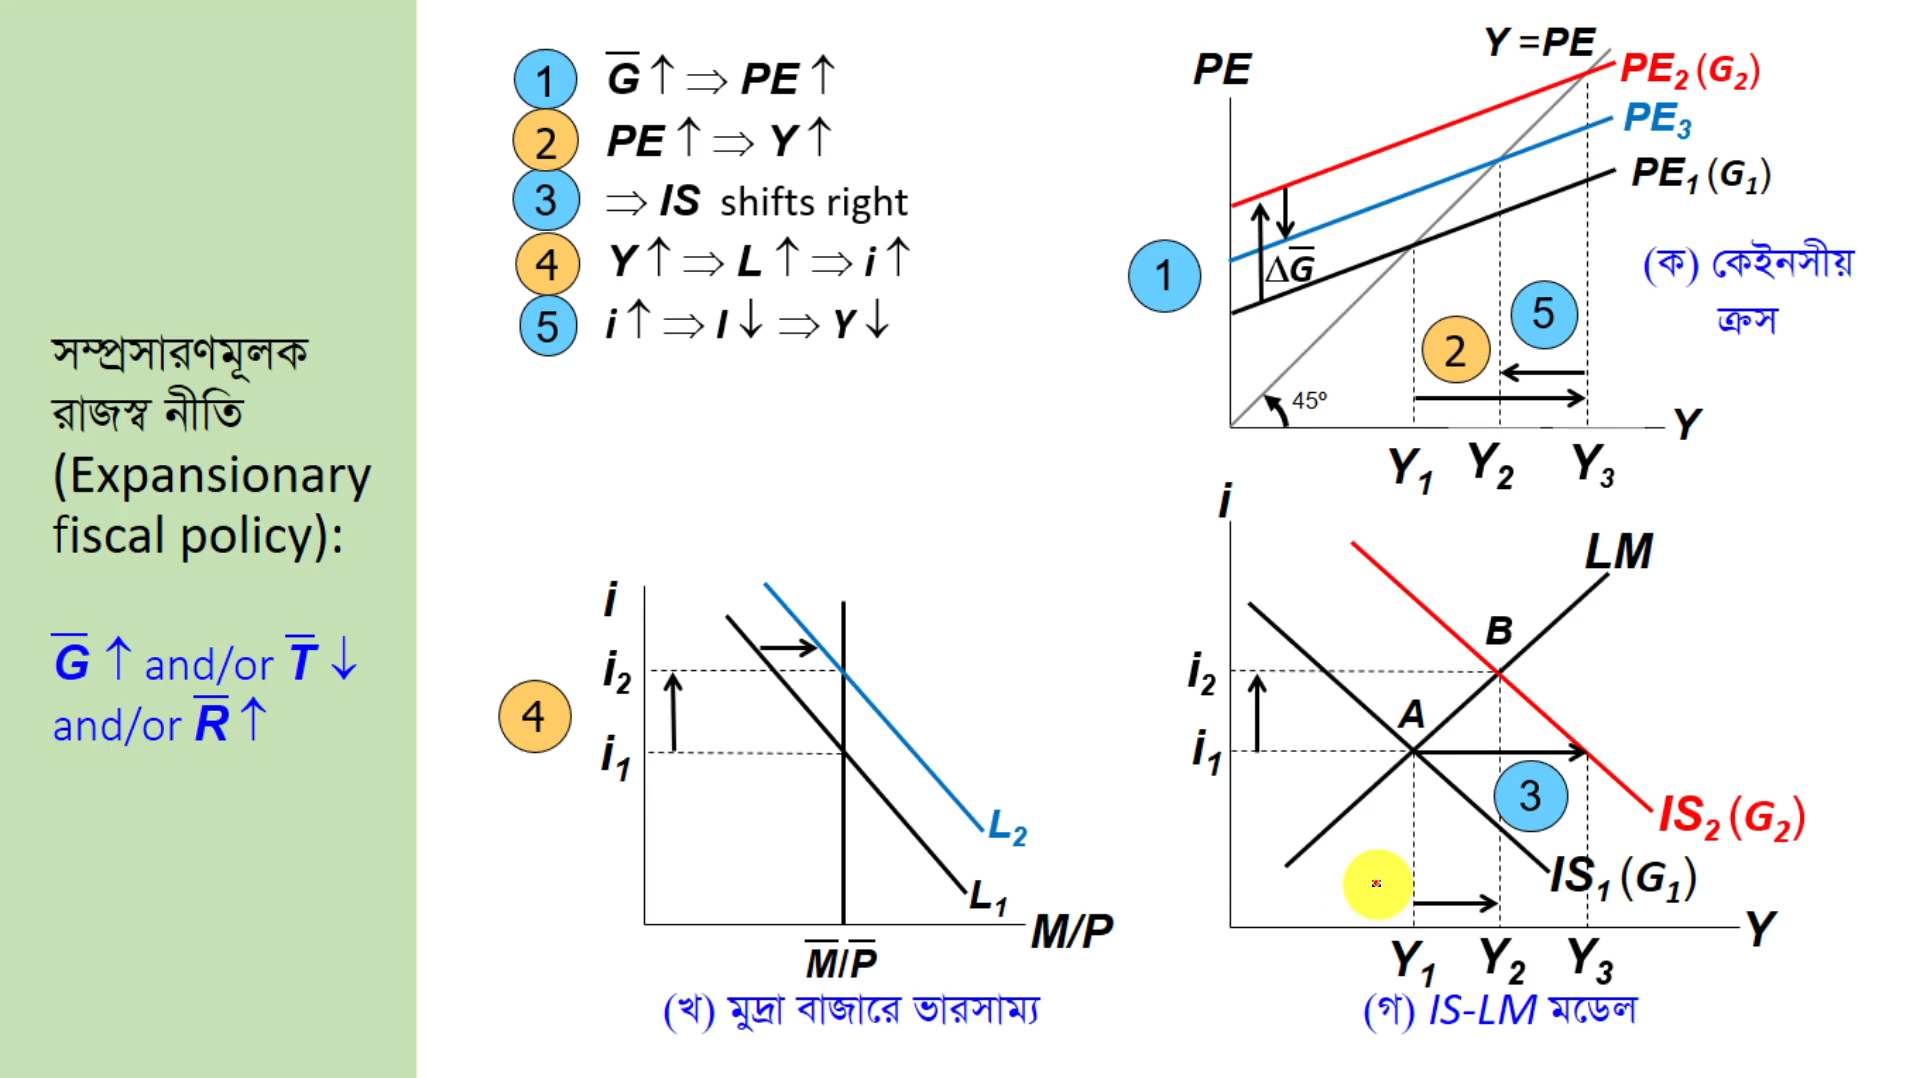 সম্প্রসারণমূলক
রাজস্ব নীতি
(Expansionary
fiscal policy):
G̅ ↑ and/or T̅ ↓
and/or R̅ ↑
1 G̅ ↑ ⇒ PE ↑
2 PE ↑ ⇒ Y ↑
3 ⇒ IS shifts right
4 Y ↑ ⇒ L ↑ ⇒ i ↑
5 i ↑ ⇒ I ↓ ⇒ Y ↓
PE
Y =PE
PE₂ (G₂)
PE₃
PE₁ (G₁)
1
ΔG̅
2
5
45º
Y
Y₁ Y₂ Y₃
(ক) কেইনসীয়
ক্রস
i
i₂
i₁
4
L₂
L₁
M/P
M̅/P̅
(খ) মুদ্রা বাজারে ভারসাম্য
i
LM
B
i₂
A
i₁
3
IS₂ (G₂)
IS₁ (G₁)
Y
Y₁ Y₂ Y₃
(গ) IS-LM মডেল